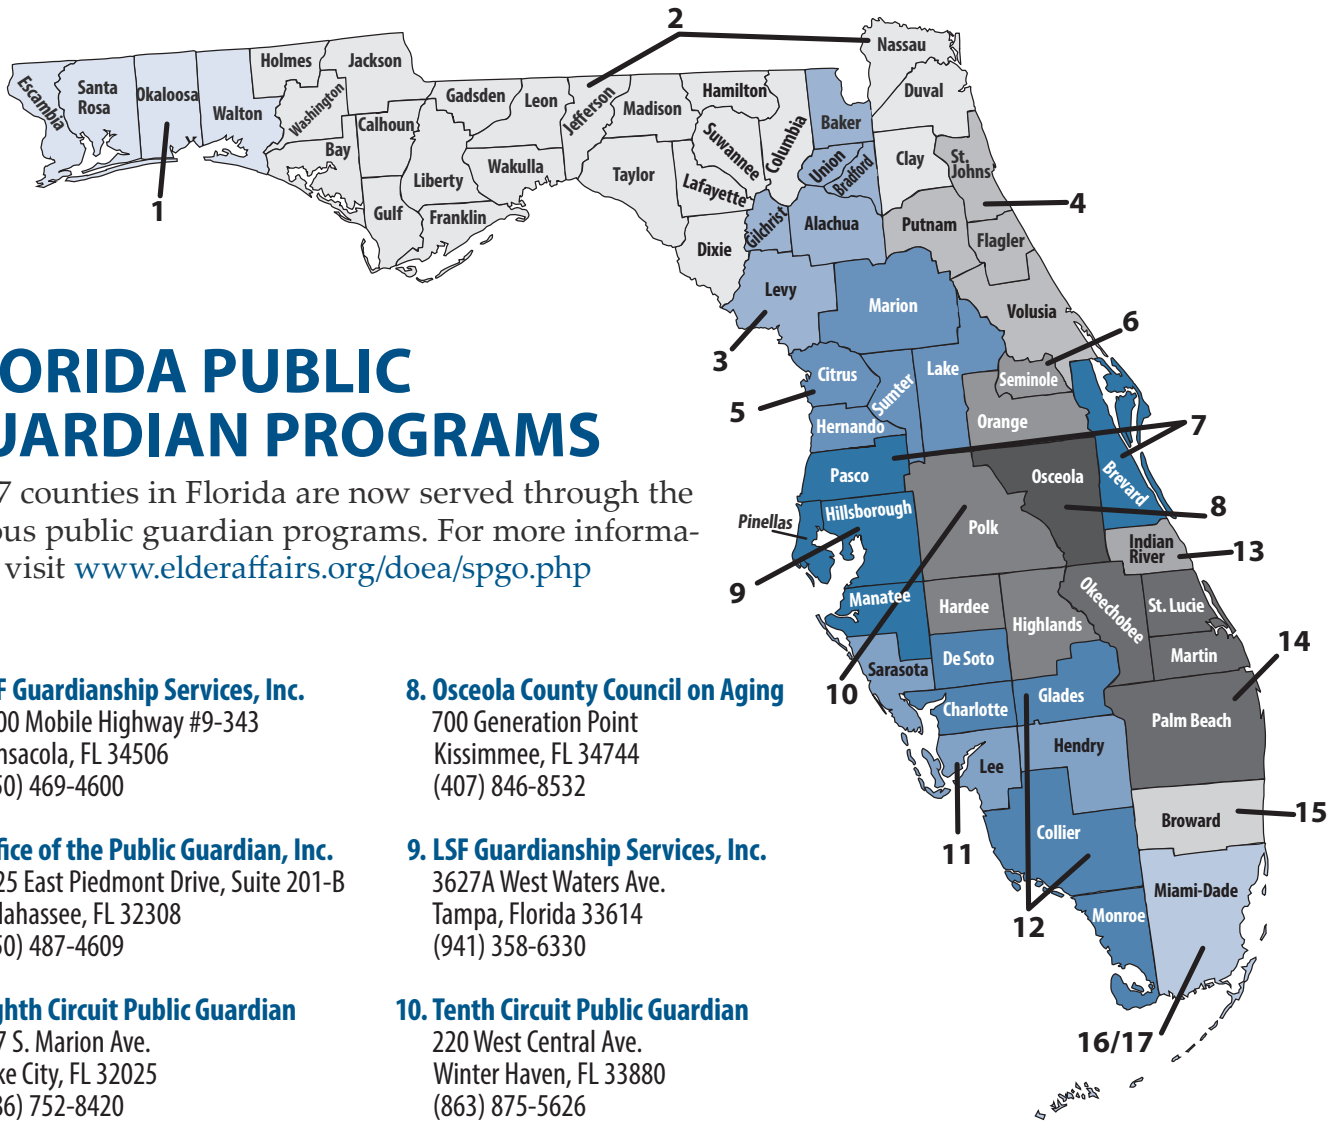 2
Nassau
Holmes
Jackson
Escambia
Santa
Rosa
Okaloosa
Walton
Washington
Gadsden
Leon
Jefferson
Madison
Hamilton
Duval
Calhoun
Bay
Suwannee
Columbia
Baker
Clay
St.
Johns
Union
Bradford
Liberty
Wakulla
Taylor
Lafayette
1
Gulf
Franklin
Gilchrist
Alachua
Putnam
4
Dixie
Flagler
Levy
Marion
Volusia
6
3
ORIDA PUBLIC
UARDIAN PROGRAMS
Citrus
Sumter
Lake
Seminole
5
Hernando
Orange
7
Pasco
Osceola
Brevard
7 counties in Florida are now served through the
ous public guardian programs. For more informa-
visit www.elderaffairs.org/doea/spgo.php
Pinellas
Hillsborough
Polk
8
Indian
River
13
9
Manatee
Hardee
Highlands
Okeechobee
St. Lucie
De Soto
Martin
14
Sarasota
10
Charlotte
Glades
Palm Beach
Hendry
Lee
Collier
Broward
15
11
Miami-Dade
12
Monroe
16/17
F Guardianship Services, Inc.
00 Mobile Highway #9-343
nsacola, FL 34506
50) 469-4600
fice of the Public Guardian, Inc.
25 East Piedmont Drive, Suite 201-B
lahassee, FL 32308
50) 487-4609
ghth Circuit Public Guardian
7 S. Marion Ave.
ke City, FL 32025
86) 752-8420
8. Osceola County Council on Aging
700 Generation Point
Kissimmee, FL 34744
(407) 846-8532
9. LSF Guardianship Services, Inc.
3627A West Waters Ave.
Tampa, Florida 33614
(941) 358-6330
10. Tenth Circuit Public Guardian
220 West Central Ave.
Winter Haven, FL 33880
(863) 875-5626